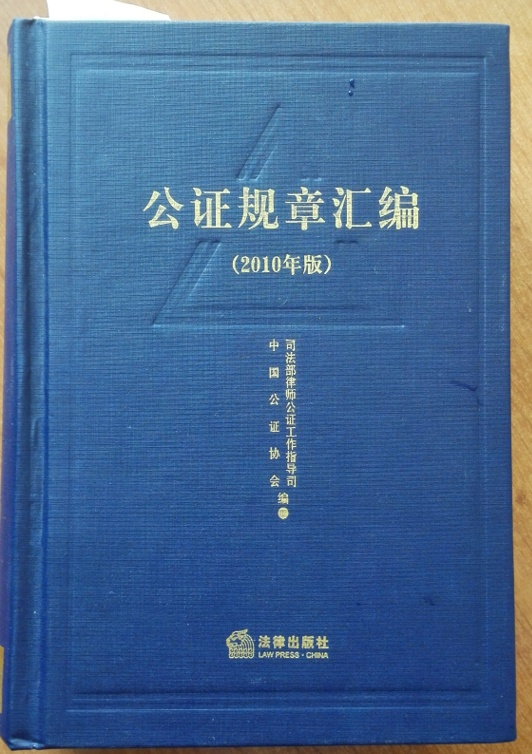 公证规章汇编
(2010年版)
司法部律师公证工作指导司
中国公证协会
编
法律出版社
LAW PRESS·CHINA